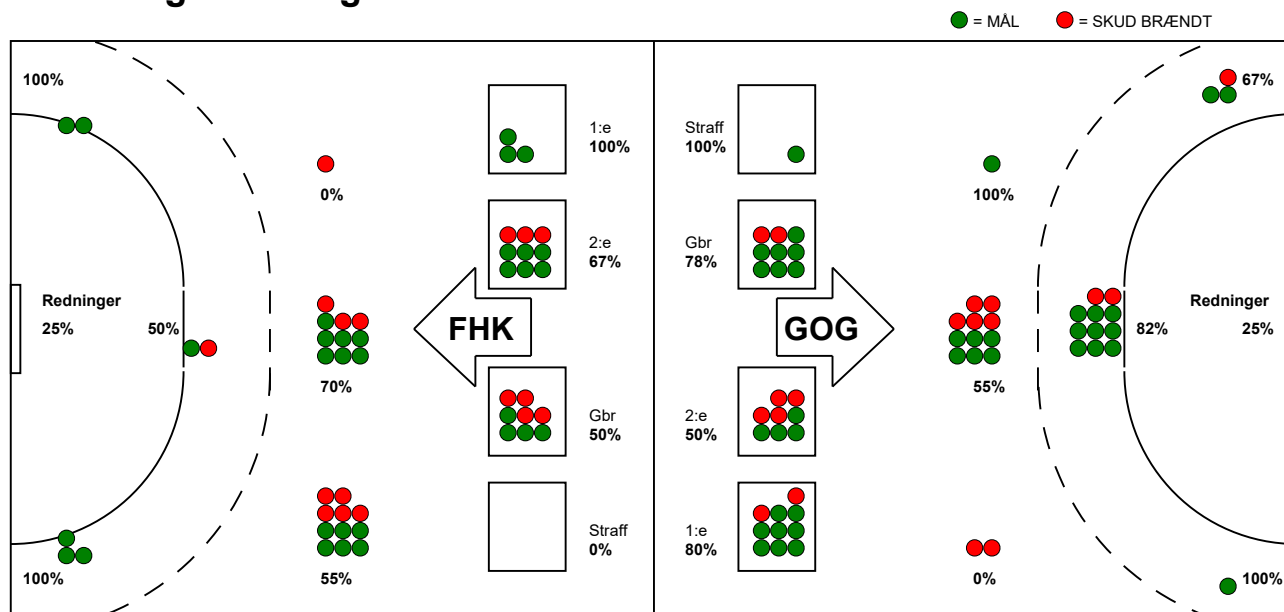 = MÅL = SKUD BRÆNDT
100%
67%
1:e
100%
Straff
100%
0%
100%
2:e
67%
Gbr
78%
Redninger
25%
50%
FHK
GOG
82%
Redninger
25%
70%
55%
Gbr
50%
2:e
50%
Straff
0%
1:e
80%
100%
55%
0%
100%